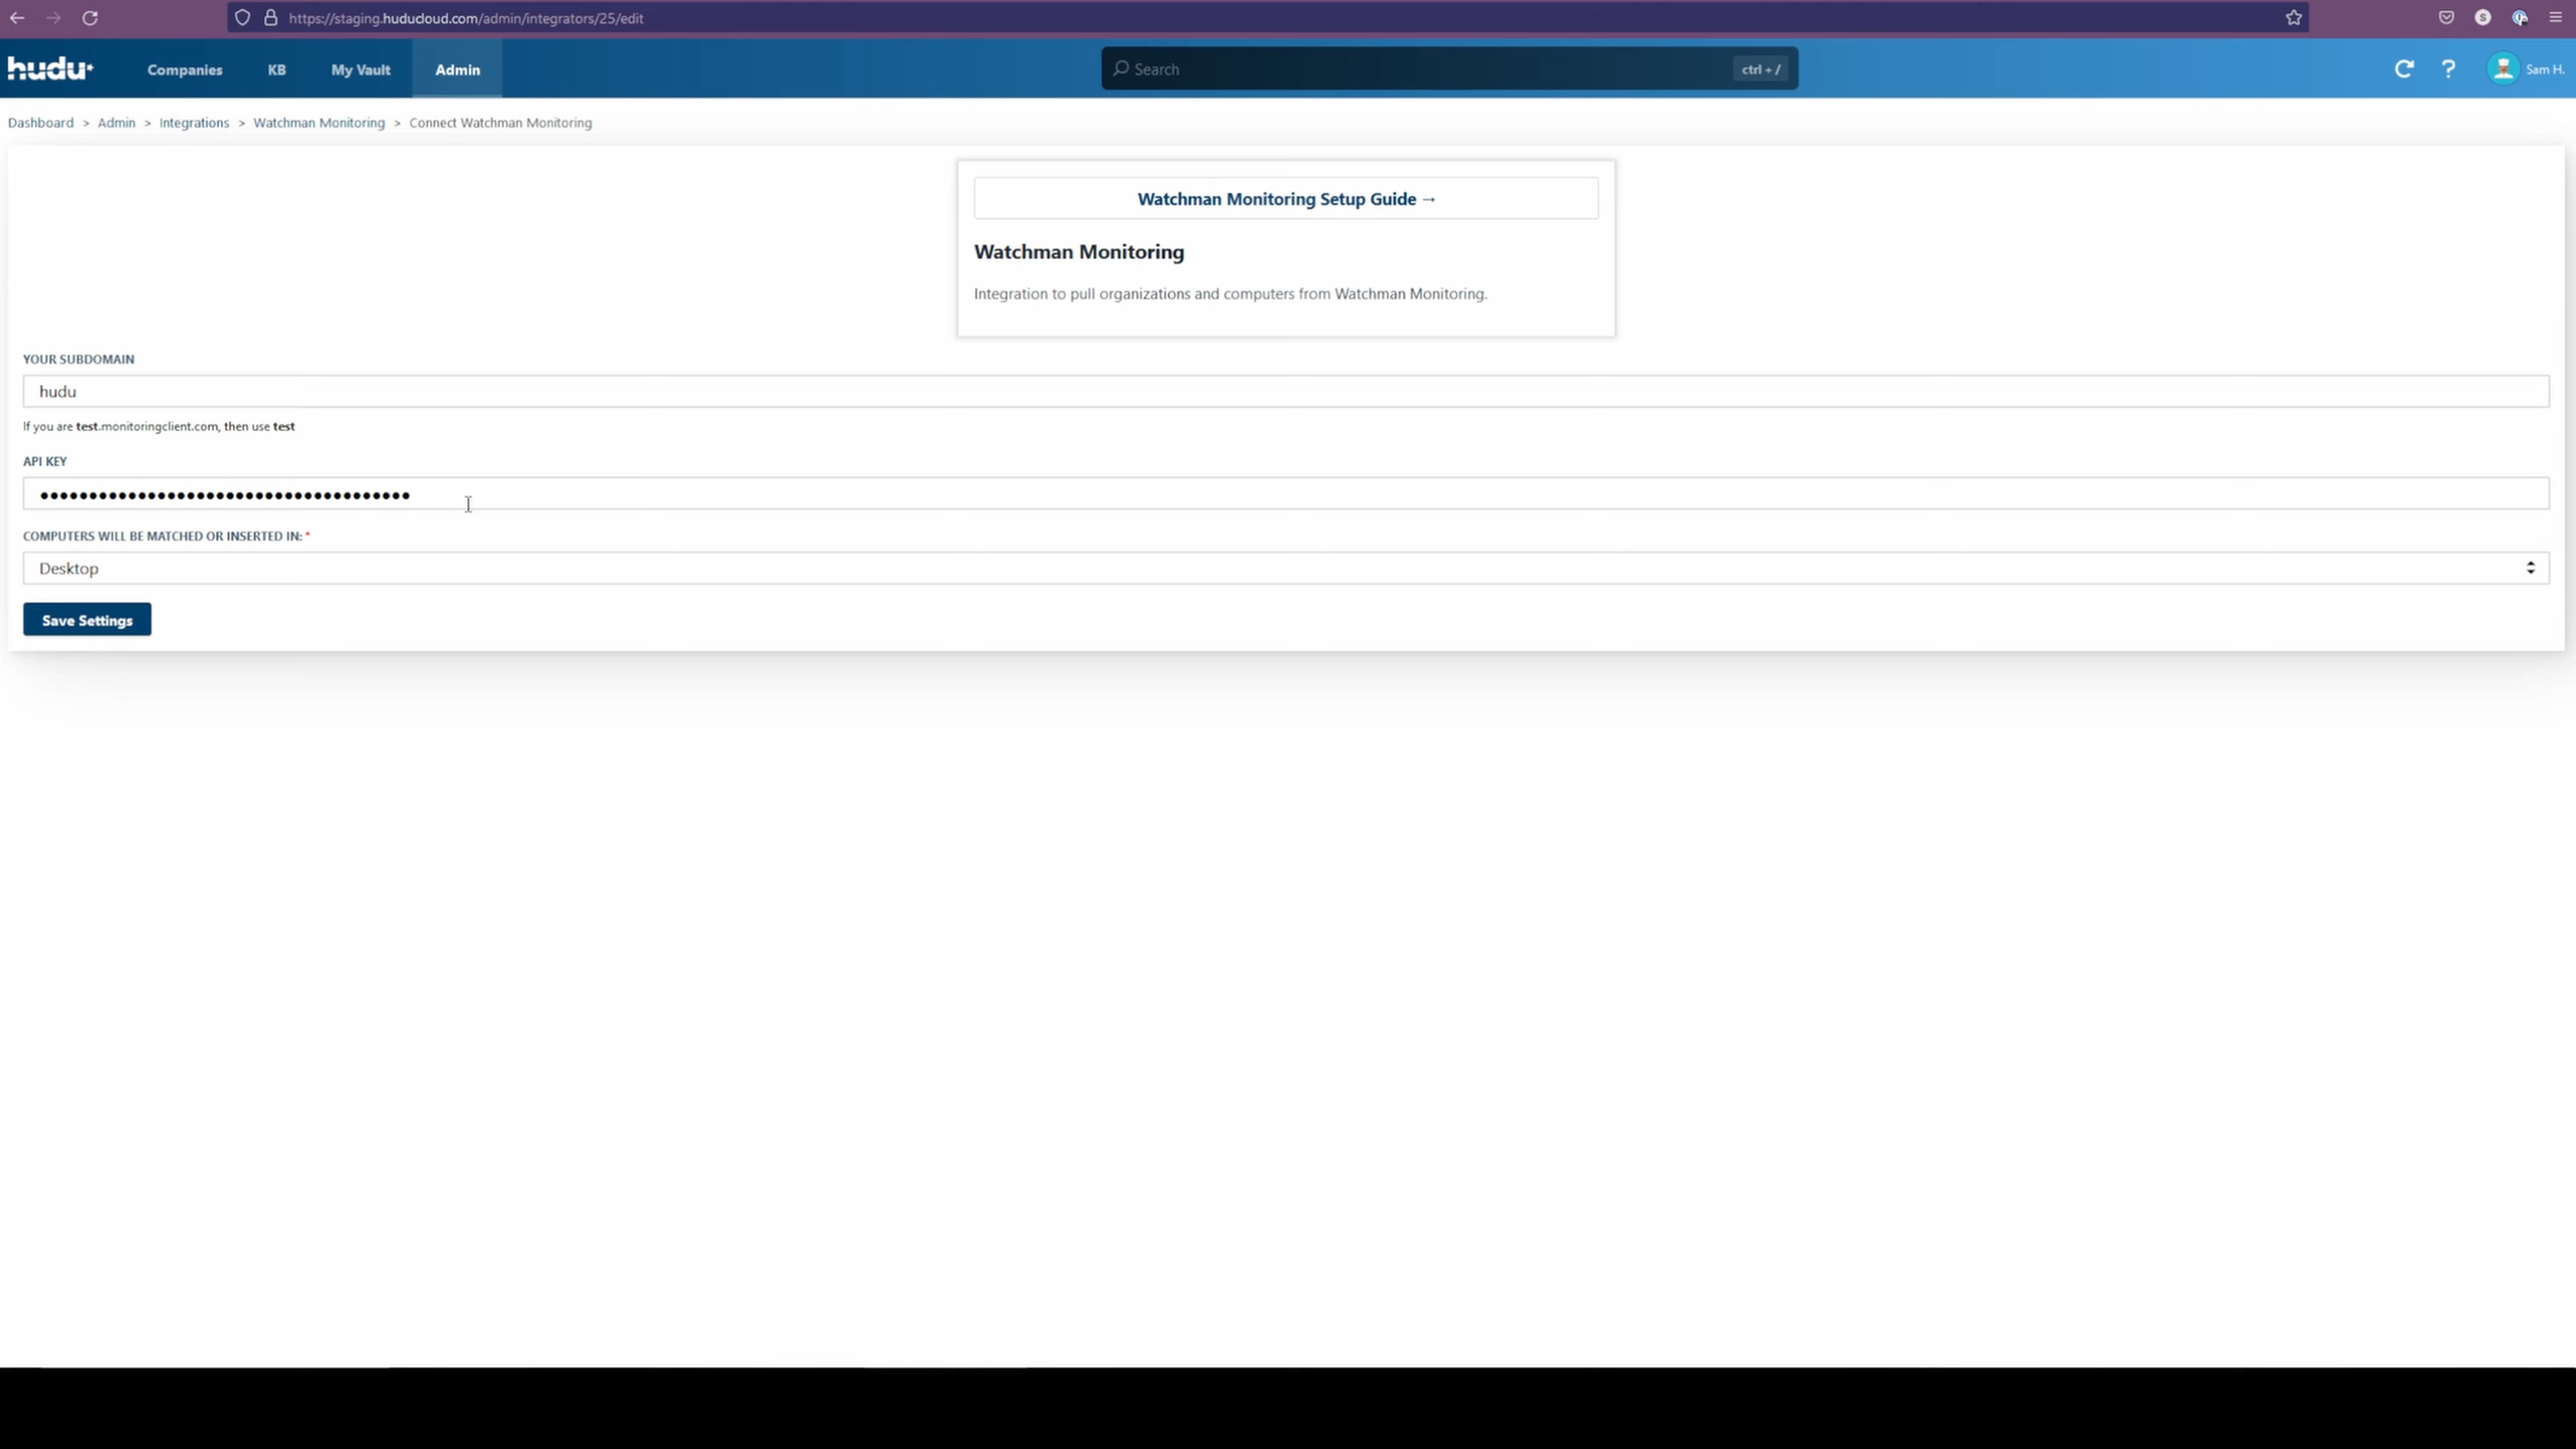 https://staging.huducloud.com/admin/integrators/25/edit
S
hudu
Companies
KB
My Vault
Admin
Search
ctrl + /
?
Sam H.
Dashboard > Admin > Integrations > Watchman Monitoring > Connect Watchman Monitoring
Watchman Monitoring Setup Guide →
Watchman Monitoring
Integration to pull organizations and computers from Watchman Monitoring.
YOUR SUBDOMAIN
hudu
If you are test.monitoringclient.com, then use test
API KEY
••••••••••••••••••••••••••••••••••••••
COMPUTERS WILL BE MATCHED OR INSERTED IN: *
Desktop
Save Settings